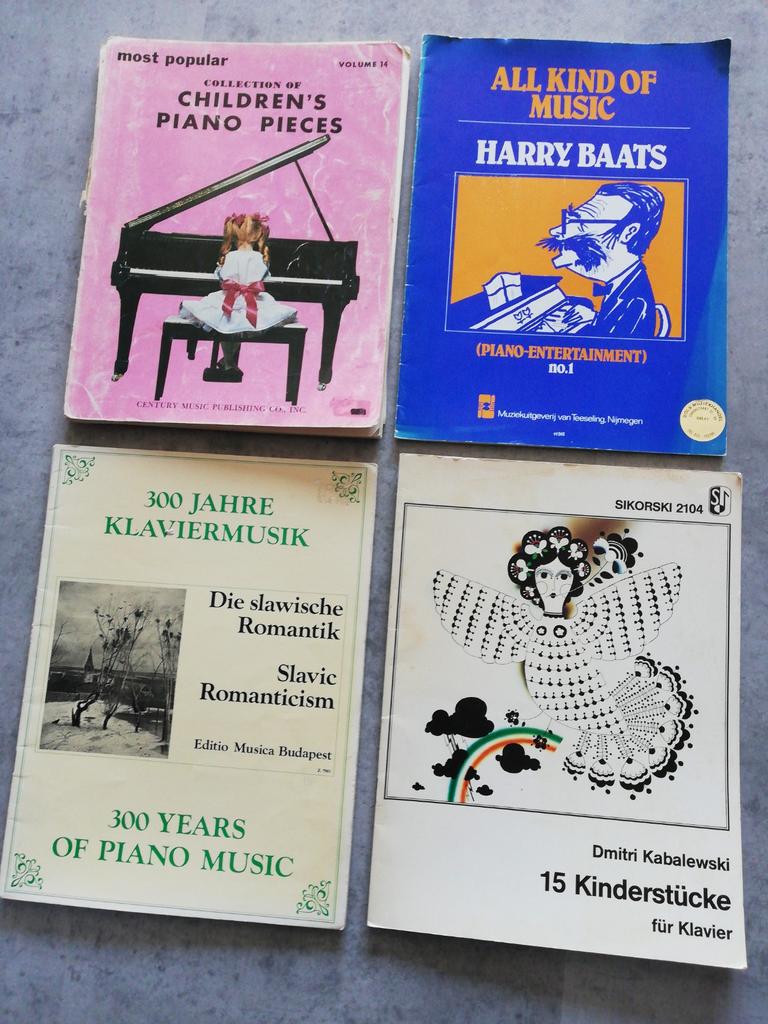 most popular
VOLUME 14
COLLECTION OF
CHILDREN'S
PIANO PIECES
CENTURY MUSIC PUBLISHING CO., INC.
ALL KIND OF
MUSIC
HARRY BAATS
(PIANO-ENTERTAINMENT)
no.1
Muziekuitgeverij van Teeseling, Nijmegen
300 JAHRE
KLAVIERMUSIK
Die slawische
Romantik
Slavic
Romanticism
Editio Musica Budapest
300 YEARS
OF PIANO MUSIC
SIKORSKI 2104
Dmitri Kabalewski
15 Kinderstücke
für Klavier